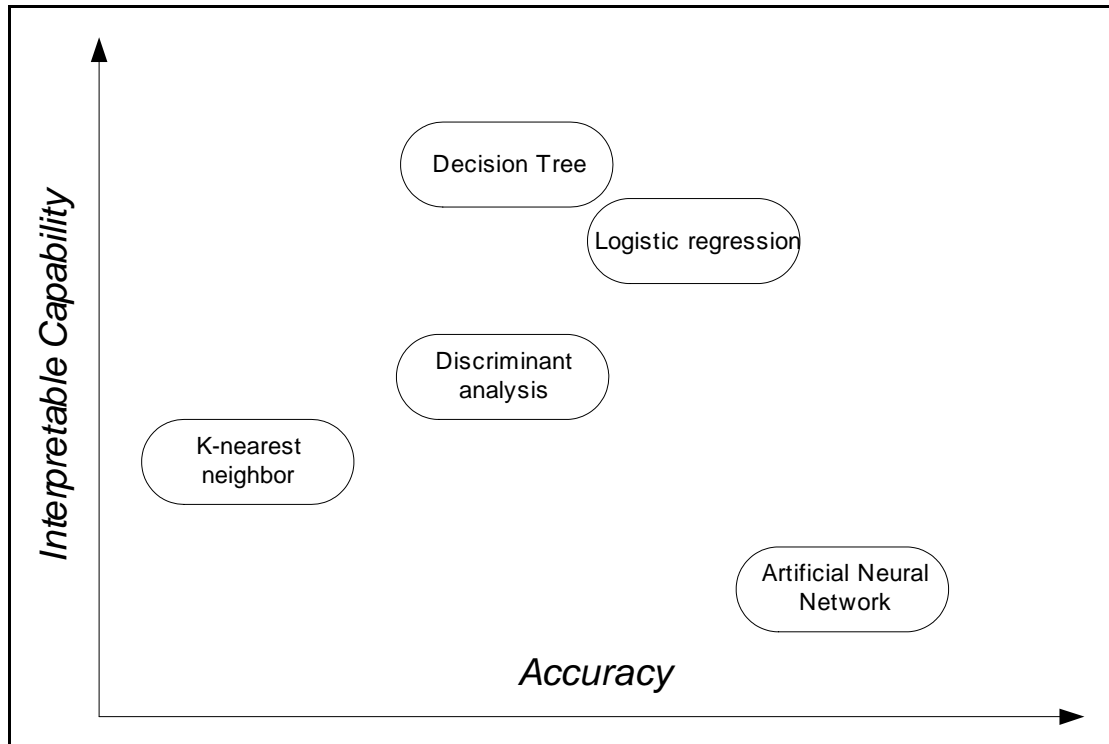 Interpretable Capability
Decision Tree
Logistic regression
Discriminant
analysis
K-nearest
neighbor
Artificial Neural
Network
Accuracy